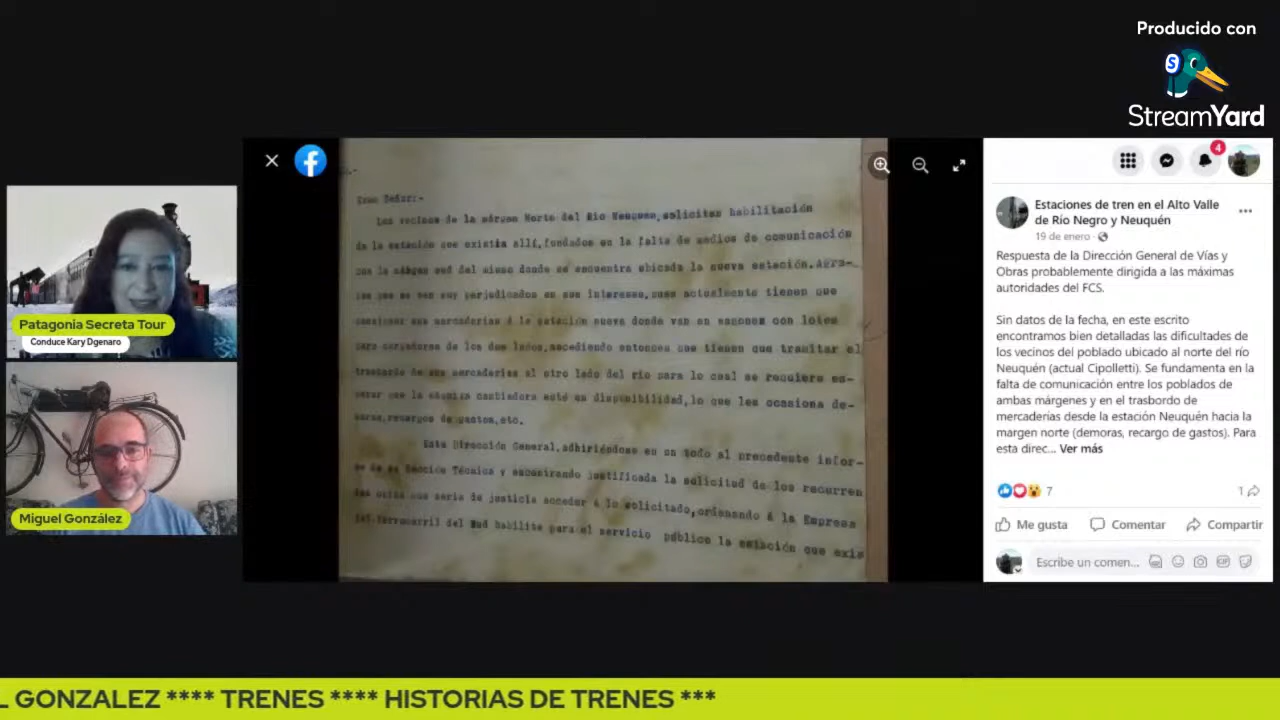 Producido con
StreamYard
Patagonia Secreta Tour
Conduce Kary Dgenaro
Miguel González
Los vecinos de la márgen Norte del Rio Neuquen, solicitan habilitación
de la estación que existia allí, fundados en la falta de medios de comunicación
con la márgen sud del mismo donde se encuentra ubicada la nueva estación. Agre-
gan que se ven muy perjudicados en sus intereses, pues actualmente tienen que
consignar sus mercaderias á la estación nueva donde van en vagones con lotes
para cargadores de los dos lados, sucediendo entonces que tienen que tramitar el
trasbordo de sus mercaderias al otro lado del rio para lo cual se requiere es-
perar que la esté en disponibilidad, lo que les ocasiona de-
moras, recargos de gastos, etc.
Esta Dirección General, adhiriéndose en un todo al precedente infor-
me de su Sección Técnica y encontrando justificada la solicitud de los recurren
tes que seria de justicia acceder á lo solicitado, ordenando á la Empresa
del Ferrocarril del Sud habilite para el servicio público la estación que exis
4
Estaciones de tren en el Alto Valle
de Río Negro y Neuquén
19 de enero ·
Respuesta de la Dirección General de Vías y
Obras probablemente dirigida a las máximas
autoridades del FCS.
Sin datos de la fecha, en este escrito
encontramos bien detalladas las dificultades de
los vecinos del poblado ubicado al norte del río
Neuquén (actual Cipolletti). Se fundamenta en la
falta de comunicación entre los poblados de
ambas márgenes y en el trasbordo de
mercaderías desde la estación Neuquén hacia la
margen norte (demoras, recargo de gastos). Para
esta direc... Ver más
7
1
Me gusta Comentar Compartir
Escribe un comen...
GIF
L GONZALEZ **** TRENES **** HISTORIAS DE TRENES ***